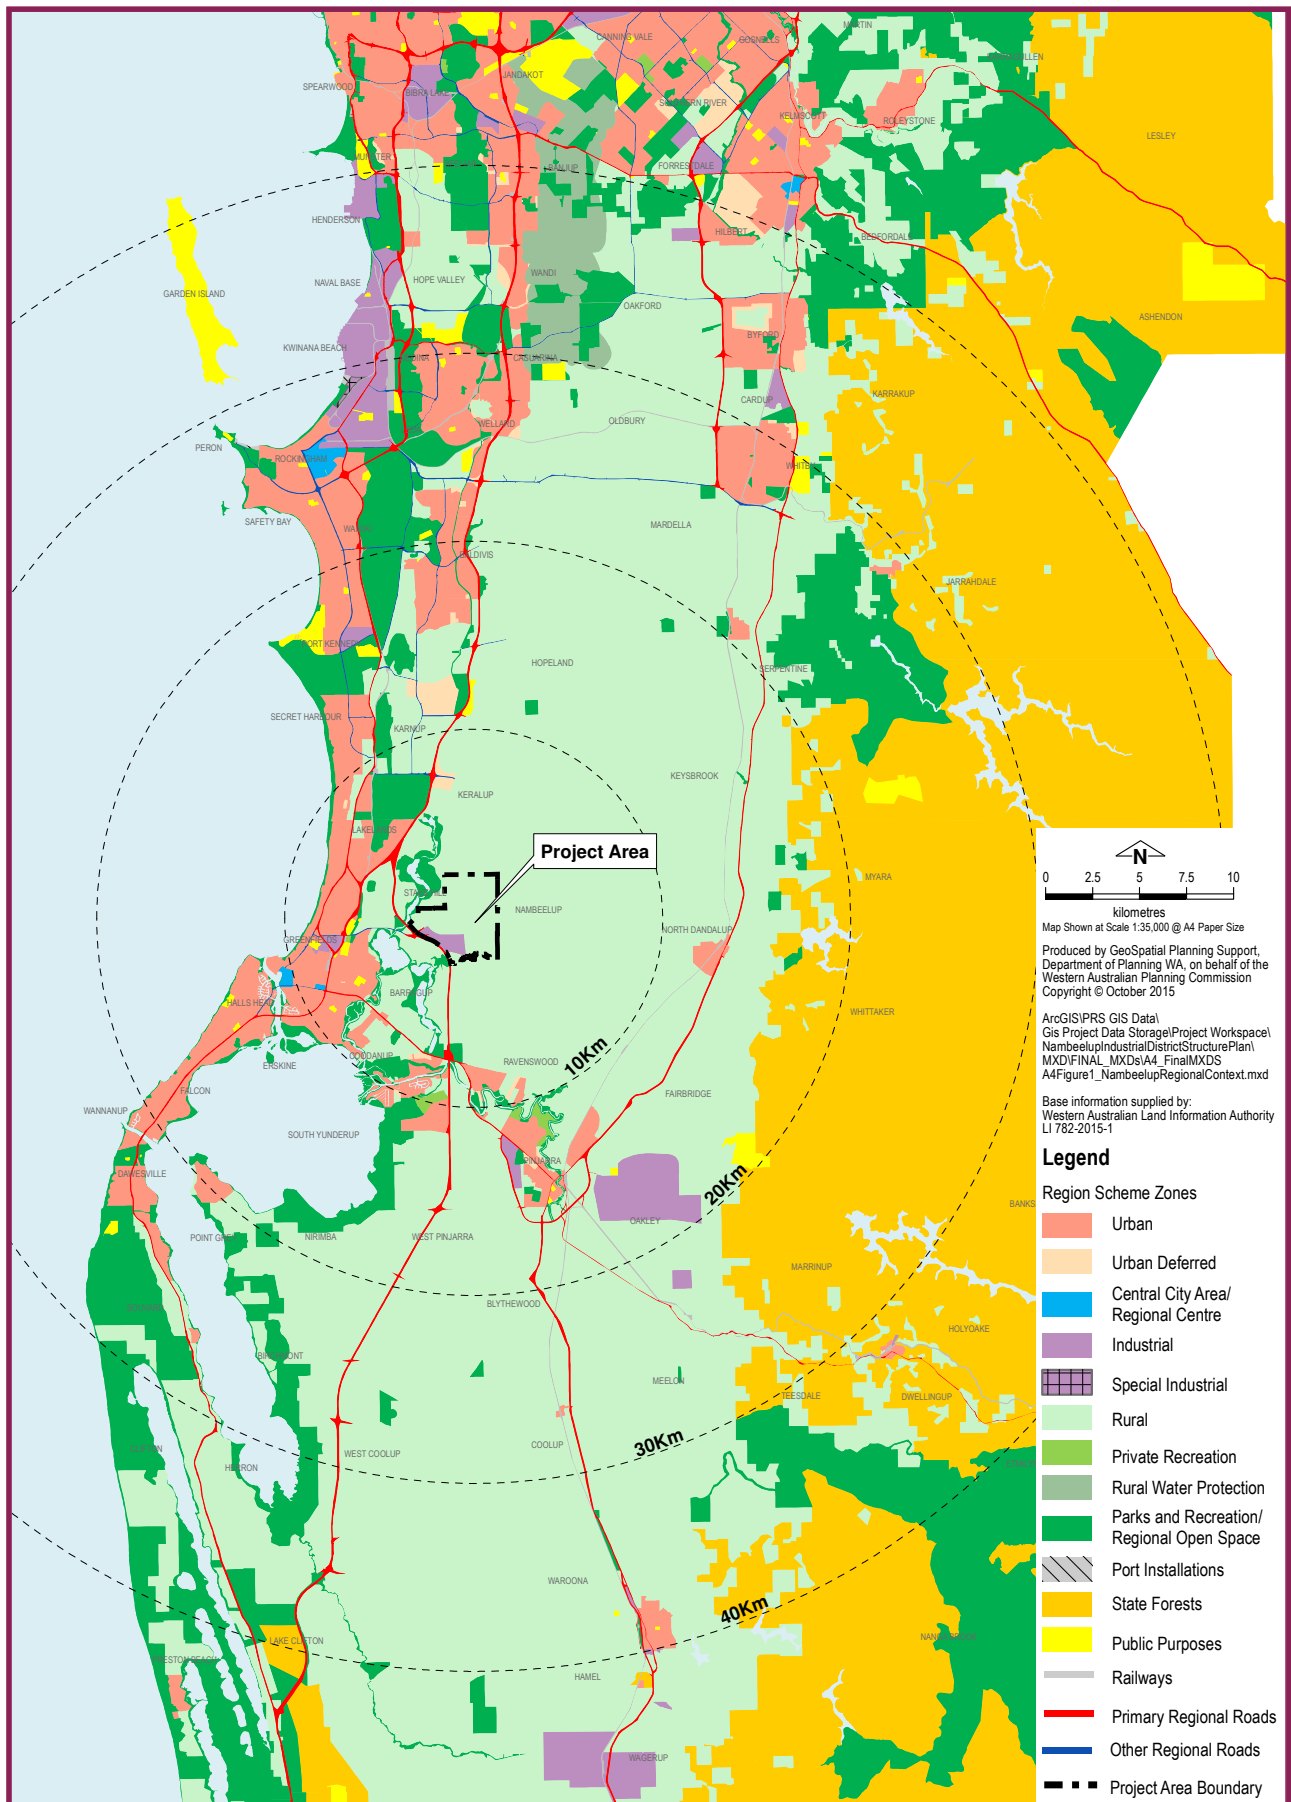 CANNING VALE
GOSNELLS
MARTIN
JANDAKOT
SPEARWOOD
BIBRA LAKE
SOUTHERN RIVER
KELMSCOTT
ROLEYSTONE
LESLEY
MUNSTER
BANJUP
FORRESTDALE
HENDERSON
HILBERT
BEDFORDALE
NAVAL BASE
HOPE VALLEY
WANDI
GARDEN ISLAND
OAKFORD
ASHENDON
BYFORD
KWINANA BEACH
CASUARINA
KARRAKUP
CARDUP
OLDBURY
WELLARD
PERON
ROCKINGHAM
WHITBY
SAFETY BAY
MARDELLA
BALDIVIS
JARRAHDALE
PORT KENNEDY
HOPELAND
SERPENTINE
SECRET HARBOUR
KARNUP
KEYSBROOK
KERALUP
LAKELANDS
Project Area
MYARA
NAMBEELUP
NORTH DANDALUP
GREENFIELDS
BARRAGUP
HALLS HEAD
WHITTAKER
COODANUP
ERSKINE
RAVENSWOOD
10Km
FALCON
FAIRBRIDGE
WANNANUP
SOUTH YUNDERUP
PINJARRA
DAWESVILLE
20Km
OAKLEY
NIRIMBA
WEST PINJARRA
MARRINUP
BLYTHEWOOD
HOLYOAKE
MEELON
TEESDALE
DWELLINGUP
COOLUP
30Km
WEST COOLUP
HERRON
WAROONA
40Km
LAKE CLIFTON
PRESTON BEACH
HAMEL
WAGERUP
N
0 2.5 5 7.5 10
kilometres
Map Shown at Scale 1:35,000 @ A4 Paper Size
Produced by GeoSpatial Planning Support,
Department of Planning WA, on behalf of the
Western Australian Planning Commission
Copyright © October 2015
ArcGIS\PRS GIS Data\
Gis Project Data Storage\Project Workspace\
NambeelupIndustrialDistrictStructurePlan\
MXD\FINAL_MXDs\A4_FinalMXDS
A4Figure1_NambeelupRegionalContext.mxd
Base information supplied by:
Western Australian Land Information Authority
LI 782-2015-1
Legend
Region Scheme Zones
Urban
Urban Deferred
Central City Area/
Regional Centre
Industrial
Special Industrial
Rural
Private Recreation
Rural Water Protection
Parks and Recreation/
Regional Open Space
Port Installations
State Forests
Public Purposes
Railways
Primary Regional Roads
Other Regional Roads
Project Area Boundary